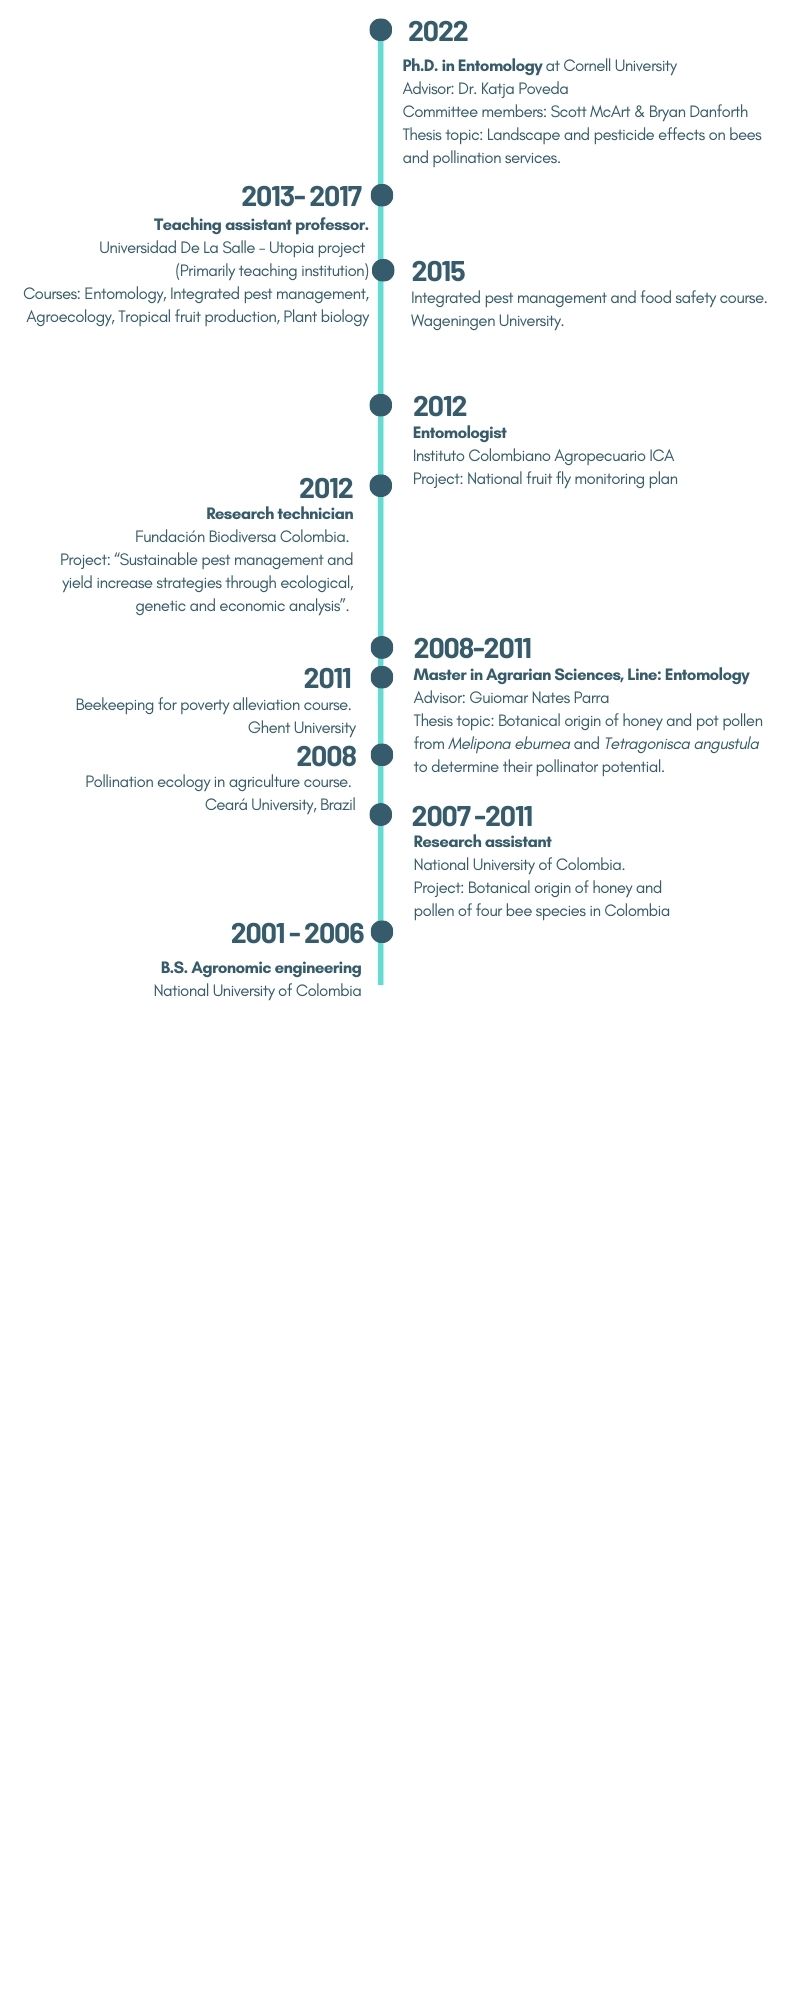 2022
Ph.D. in Entomology at Cornell University
Advisor: Dr. Katja Poveda
Committee members: Scott McArt & Bryan Danforth
Thesis topic: Landscape and pesticide effects on bees
and pollination services.
2013- 2017
Teaching assistant professor.
Universidad De La Salle - Utopia project
(Primarily teaching institution)
Courses: Entomology, Integrated pest management,
Agroecology, Tropical fruit production, Plant biology
2015
Integrated pest management and food safety course.
Wageningen University.
2012
Entomologist
Instituto Colombiano Agropecuario ICA
Project: National fruit fly monitoring plan
2012
Research technician
Fundación Biodiversa Colombia.
Project: “Sustainable pest management and
yield increase strategies through ecological,
genetic and economic analysis”.
2008-2011
Master in Agrarian Sciences, Line: Entomology
Advisor: Guiomar Nates Parra
Thesis topic: Botanical origin of honey and pot pollen
from Melipona eburnea and Tetragonisca angustula
to determine their pollinator potential.
2011
Beekeeping for poverty alleviation course.
Ghent University
2008
Pollination ecology in agriculture course.
Ceará University, Brazil
2007 -2011
Research assistant
National University of Colombia.
Project: Botanical origin of honey and
pollen of four bee species in Colombia
2001 - 2006
B.S. Agronomic engineering
National University of Colombia